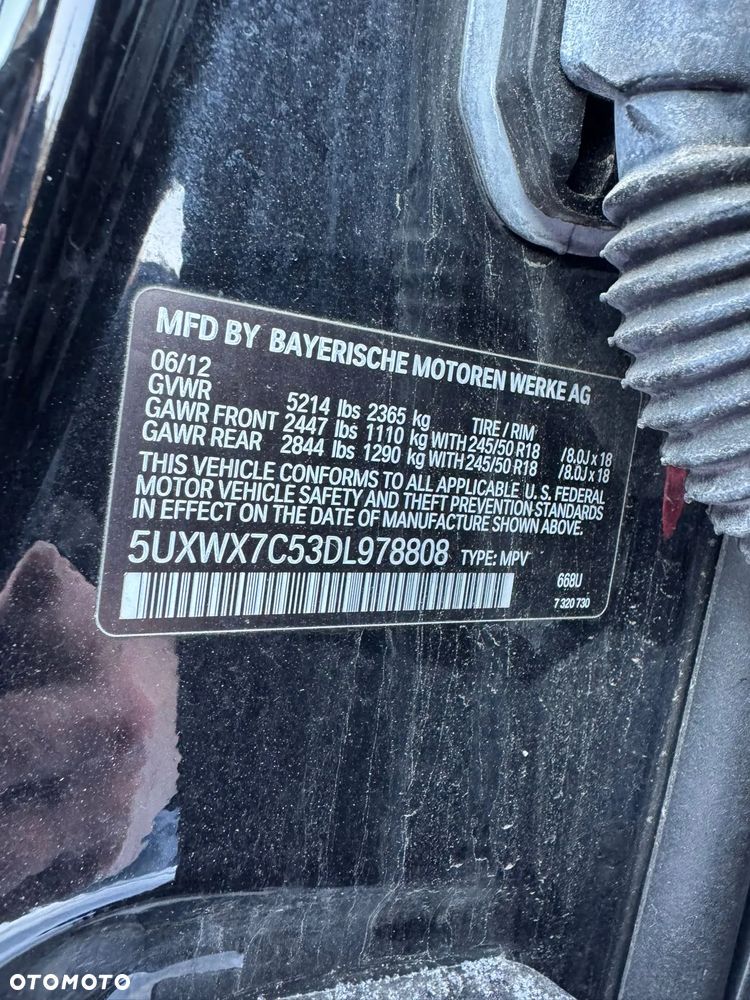 MFD BY BAYERISCHE MOTOREN WERKE AG
06/12
GVWR 5214 lbs 2365 kg TIRE / RIM
GAWR FRONT 2447 lbs 1110 kg WITH 245/50 R18 /8.0J x 18
GAWR REAR 2844 lbs 1290 kg WITH 245/50 R18 /8.0J x 18
THIS VEHICLE CONFORMS TO ALL APPLICABLE U.S. FEDERAL
MOTOR VEHICLE SAFETY AND THEFT PREVENTION STANDARDS
IN EFFECT ON THE DATE OF MANUFACTURE SHOWN ABOVE.
5UXWX7C53DL978808 TYPE: MPV
668U
7 320 730
OTOMOTO